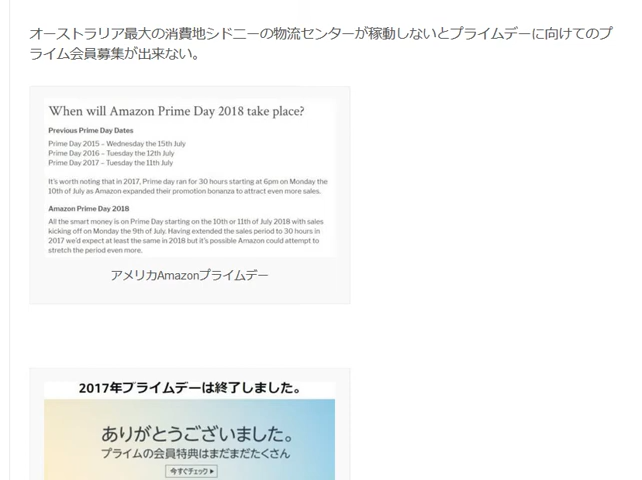 オーストラリア最大の消費地シドニーの物流センターが稼動しないとプライムデーに向けてのプ
ライム会員募集が出来ない。
When will Amazon Prime Day 2018 take place?
Previous Prime Day Dates
Prime Day 2015 – Wednesday the 15th July
Prime Day 2016 – Tuesday the 12th July
Prime Day 2017 – Tuesday the 11th July
It's worth noting that in 2017, Prime day ran for 30 hours starting at 6pm on Monday the
10th of July as Amazon expanded their promotion bonanza to attract even more sales.
Amazon Prime Day 2018
All the smart money is on Prime Day starting on the 10th or 11th of July 2018 with sales
kicking off on Monday the 9th of July. Having extended the sales period to 30 hours in
2017 we'd expect at least the same in 2018 but it's possible Amazon could attempt to
stretch the period even more.
アメリカAmazonプライムデー
2017年プライムデーは終了しました。
ありがとうございました。
プライムの会員特典はまだまだたくさん
今すぐチェック▶